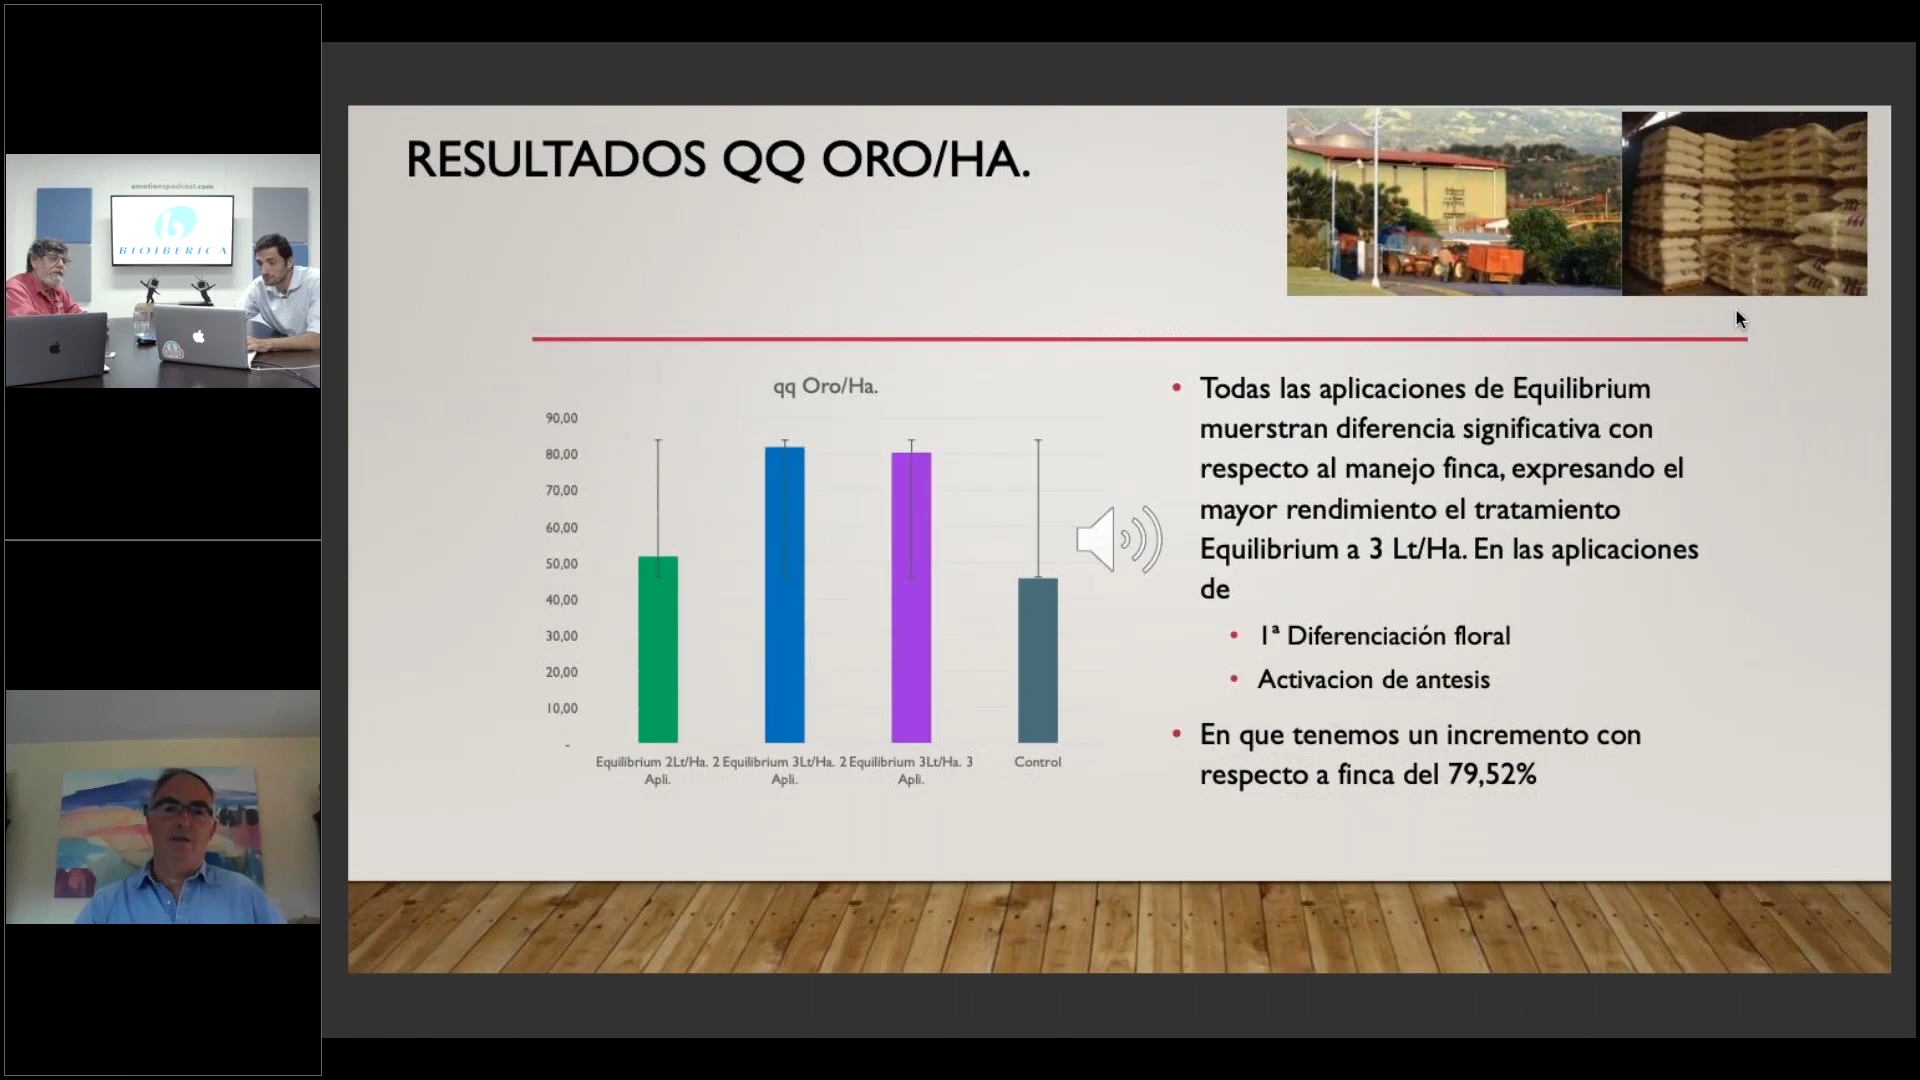 emotionspodcast.com
BIOIBERICA
RESULTADOS QQ ORO/HA.
qq Oro/Ha.
90,00
80,00
70,00
60,00
50,00
40,00
30,00
20,00
10,00
-
Equilibrium 2Lt/Ha. 2
Apli.
Equilibrium 3Lt/Ha. 2
Apli.
Equilibrium 3Lt/Ha. 3
Apli.
Control
• Todas las aplicaciones de Equilibrium
muerstran diferencia significativa con
respecto al manejo finca, expresando el
mayor rendimiento el tratamiento
Equilibrium a 3 Lt/Ha. En las aplicaciones
de
• 1ª Diferenciación floral
• Activacion de antesis
• En que tenemos un incremento con
respecto a finca del 79,52%